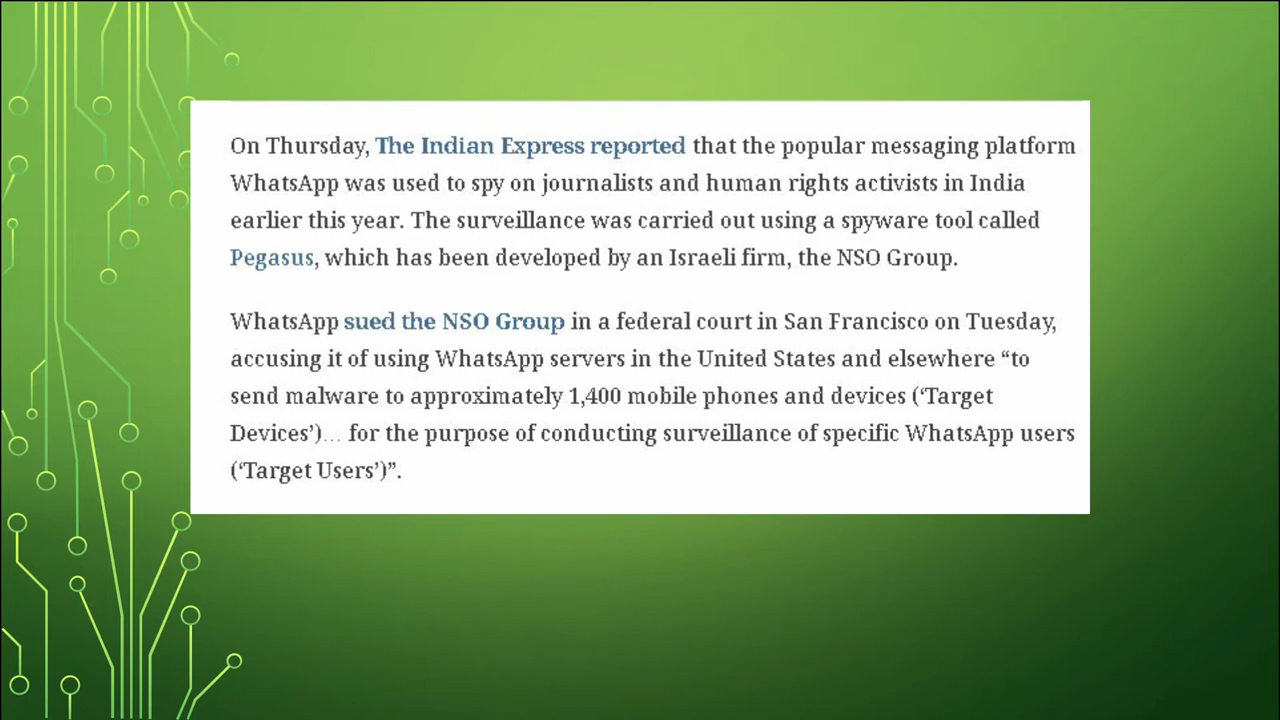 On Thursday, The Indian Express reported that the popular messaging platform
WhatsApp was used to spy on journalists and human rights activists in India
earlier this year. The surveillance was carried out using a spyware tool called
Pegasus, which has been developed by an Israeli firm, the NSO Group.
WhatsApp sued the NSO Group in a federal court in San Francisco on Tuesday,
accusing it of using WhatsApp servers in the United States and elsewhere “to
send malware to approximately 1,400 mobile phones and devices (‘Target
Devices’)… for the purpose of conducting surveillance of specific WhatsApp users
(‘Target Users’)”.